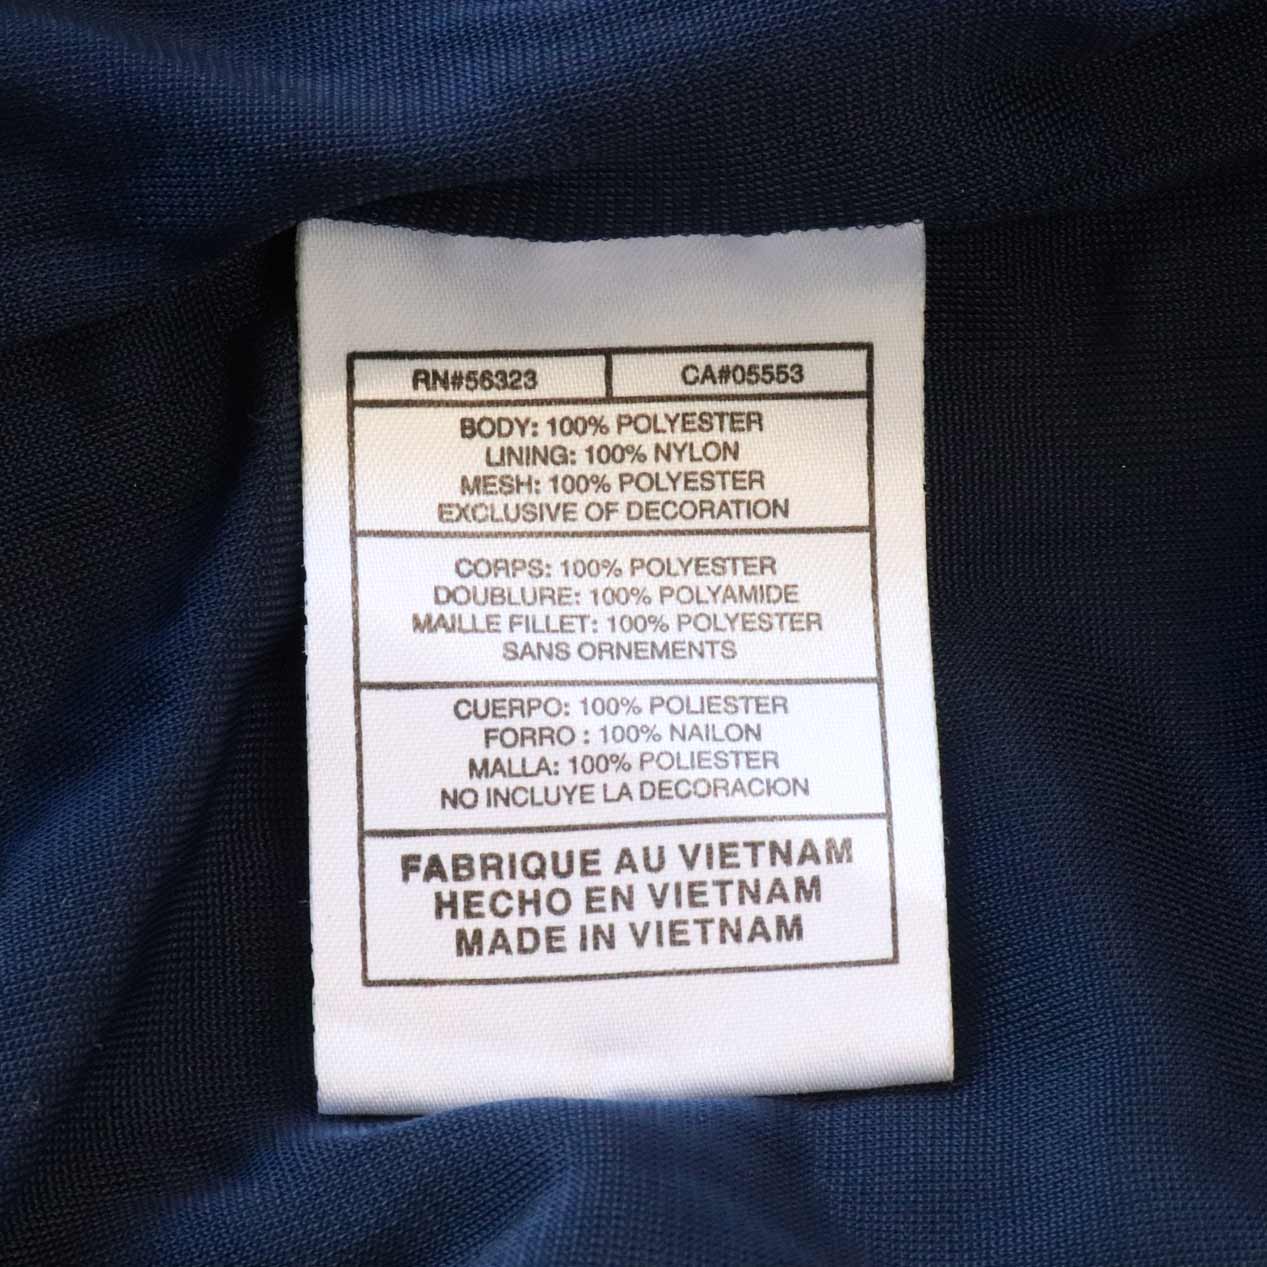 RN#56323 CA#05553
BODY: 100% POLYESTER
LINING: 100% NYLON
MESH: 100% POLYESTER
EXCLUSIVE OF DECORATION
CORPS: 100% POLYESTER
DOUBLURE: 100% POLYAMIDE
MAILLE FILLET: 100% POLYESTER
SANS ORNEMENTS
CUERPO: 100% POLIESTER
FORRO : 100% NAILON
MALLA: 100% POLIESTER
NO INCLUYE LA DECORACION
FABRIQUE AU VIETNAM
HECHO EN VIETNAM
MADE IN VIETNAM